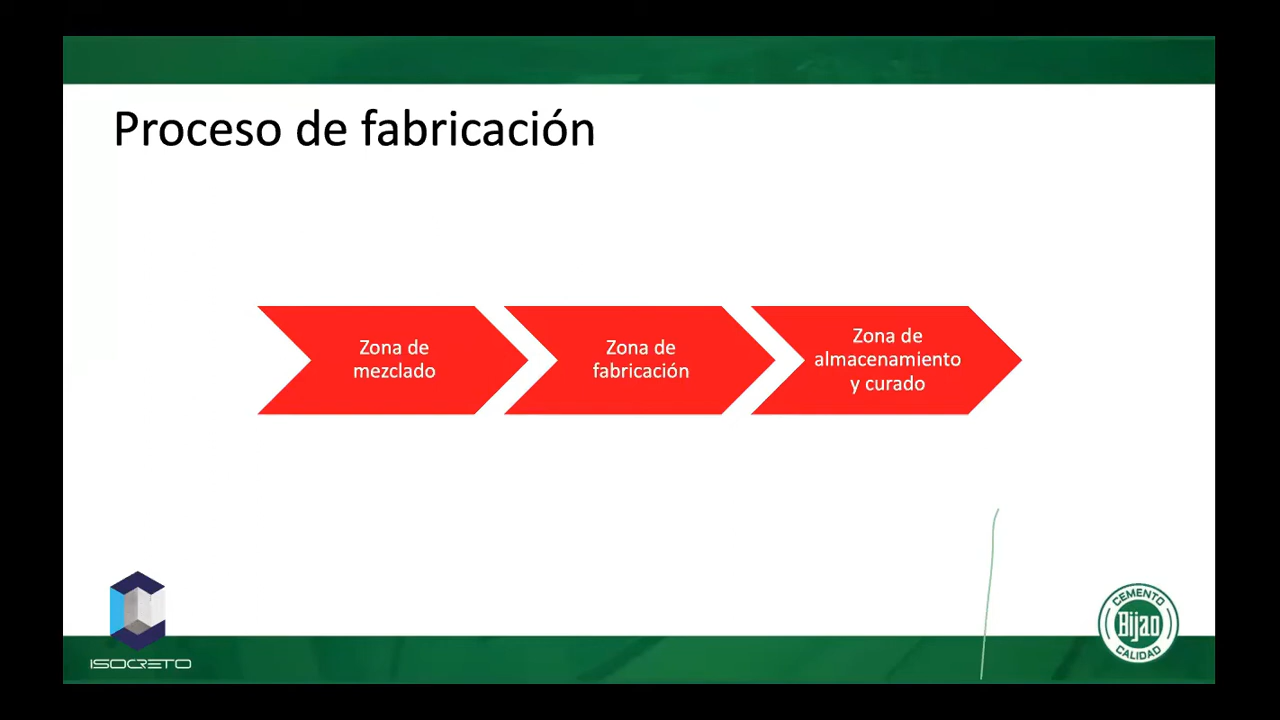 Proceso de fabricación
Zona de
mezclado
Zona de
fabricación
Zona de
almacenamiento
y curado
ISOCRETO
CEMENTO
Bijao
CALIDAD